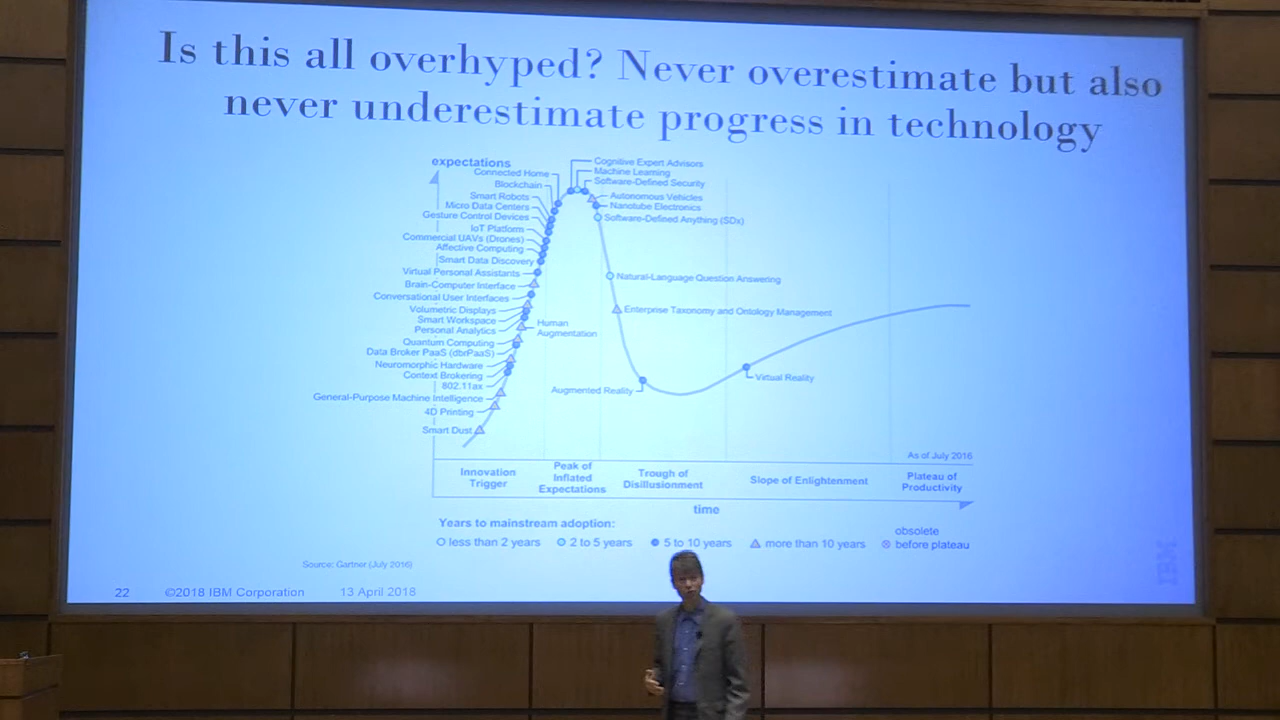 Is this all overhyped? Never overestimate but also
never underestimate progress in technology
expectations
Connected Home
Blockchain
Smart Robots
Micro Data Centers
Gesture Control Devices
IoT Platform
Commercial UAVs (Drones)
Affective Computing
Smart Data Discovery
Virtual Personal Assistants
Brain-Computer Interface
Conversational User Interfaces
Volumetric Displays
Smart Workspace
Personal Analytics
Quantum Computing
Data Broker PaaS (dbrPaaS)
Neuromorphic Hardware
Context Brokering
802.11ax
General-Purpose Machine Intelligence
4D Printing
Smart Dust
Human
Augmentation
Cognitive Expert Advisors
Machine Learning
Software-Defined Security
Autonomous Vehicles
Nanotube Electronics
Software-Defined Anything (SDx)
Natural-Language Question Answering
Enterprise Taxonomy and Ontology Management
Augmented Reality
Virtual Reality
As of July 2016
Innovation
Trigger
Peak of
Inflated
Expectations
Trough of
Disillusionment
Slope of Enlightenment
Plateau of
Productivity
time
Years to mainstream adoption:
less than 2 years
2 to 5 years
5 to 10 years
more than 10 years
obsolete
before plateau
Source: Gartner (July 2016)
22 ©2018 IBM Corporation 13 April 2018
IBM